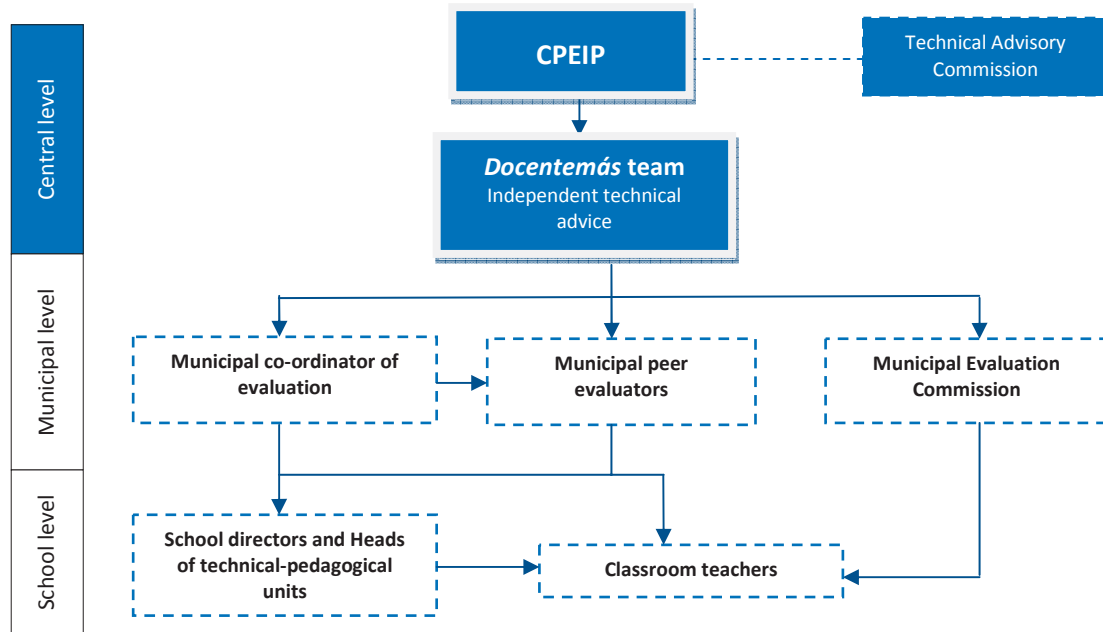 Central level
CPEIP
Technical Advisory
Commission
Docentemás team
Independent technical
advice
Municipal level
Municipal co-ordinator of
evaluation
Municipal peer
evaluators
Municipal Evaluation
Commission
School level
School directors and Heads
of technical-pedagogical
units
Classroom teachers